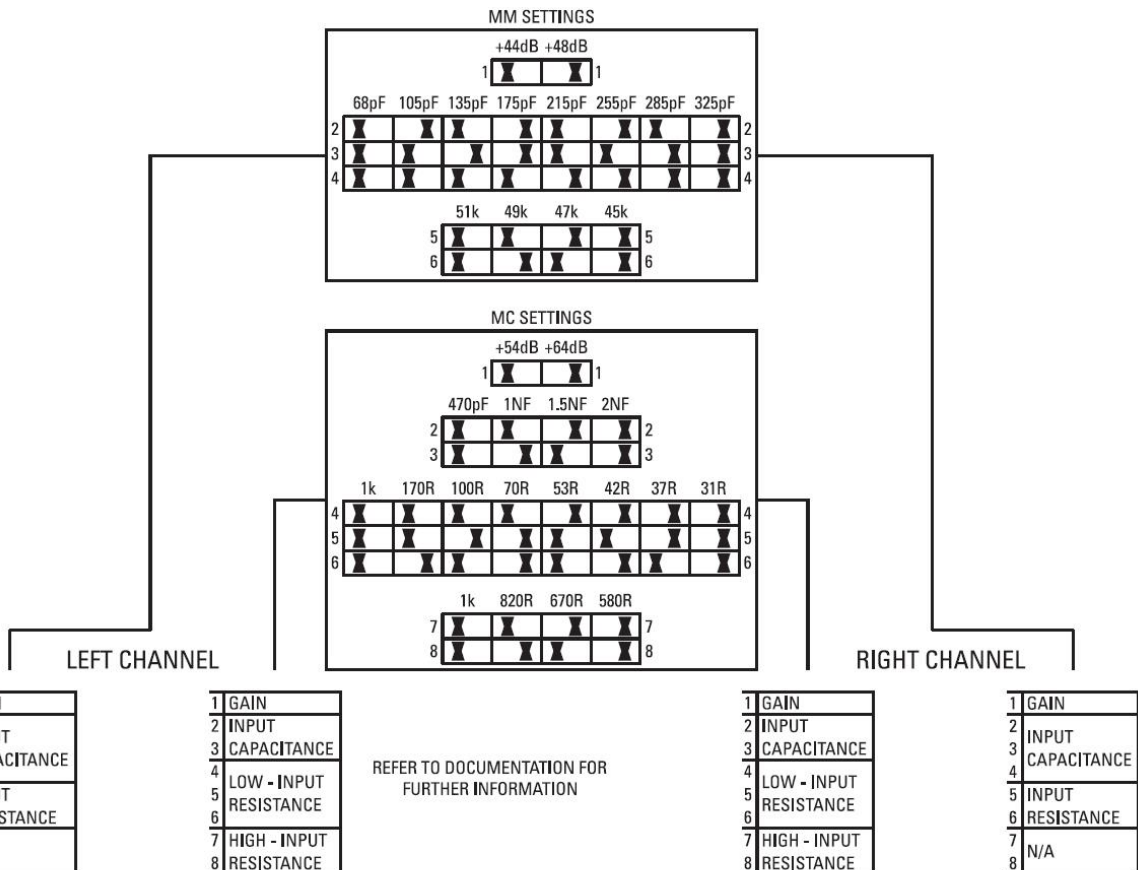 MM SETTINGS
+44dB +48dB
1 1
68pF 105pF 135pF 175pF 215pF 255pF 285pF 325pF
2 2
3 3
4 4
51k 49k 47k 45k
5 5
6 6
MC SETTINGS
+54dB +64dB
1 1
470pF 1NF 1.5NF 2NF
2 2
3 3
1k 170R 100R 70R 53R 42R 37R 31R
4 4
5 5
6 6
1k 820R 670R 580R
7 7
8 8
LEFT CHANNEL
RIGHT CHANNEL
ACITANCE
STANCE
1 GAIN
2 INPUT
3 CAPACITANCE
4
LOW - INPUT
5
RESISTANCE
6
7 HIGH - INPUT
8 RESISTANCE
REFER TO DOCUMENTATION FOR
FURTHER INFORMATION
1 GAIN
2 INPUT
3 CAPACITANCE
4
LOW - INPUT
5
RESISTANCE
6
7 HIGH - INPUT
8 RESISTANCE
1 GAIN
2
INPUT
3
CAPACITANCE
4
5 INPUT
6 RESISTANCE
7
N/A
8